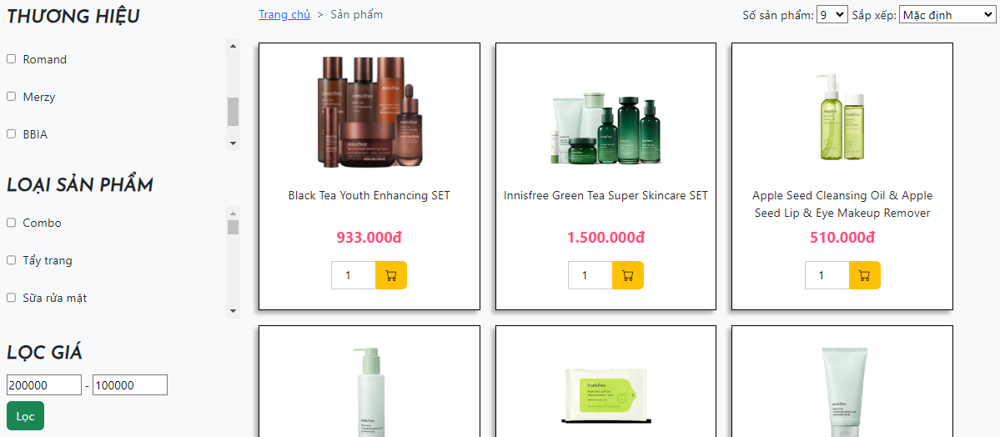 THƯƠNG HIỆU
Romand
Merzy
BBIA
LOẠI SẢN PHẨM
Combo
Tẩy trang
Sữa rửa mặt
LỌC GIÁ
200000 - 100000
Lọc
Trang chủ > Sản phẩm
Số sản phẩm: 9 Sắp xếp: Mặc định
Black Tea Youth Enhancing SET
933.000đ
1
Innisfree Green Tea Super Skincare SET
1.500.000đ
1
Apple Seed Cleansing Oil & Apple
Seed Lip & Eye Makeup Remover
510.000đ
1
innisfree
innisfree
innisfree